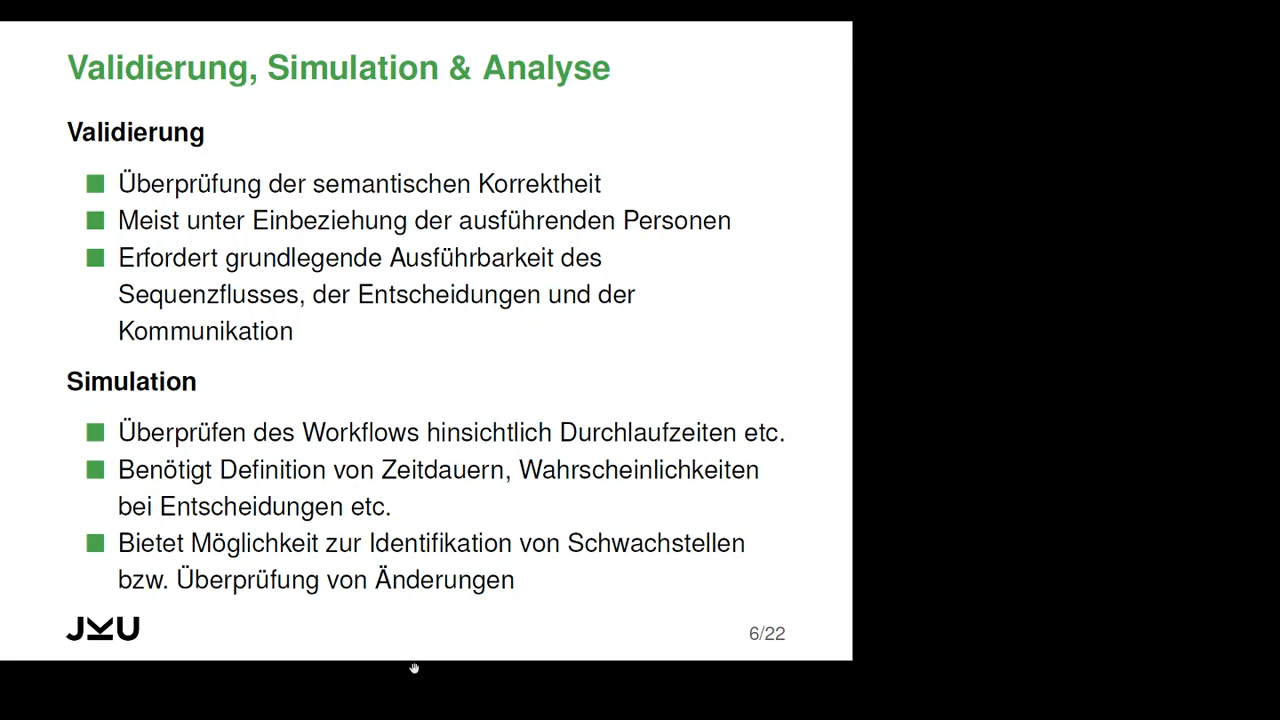 Validierung, Simulation & Analyse
Validierung
Überprüfung der semantischen Korrektheit
Meist unter Einbeziehung der ausführenden Personen
Erfordert grundlegende Ausführbarkeit des
Sequenzflusses, der Entscheidungen und der
Kommunikation
Simulation
Überprüfen des Workflows hinsichtlich Durchlaufzeiten etc.
Benötigt Definition von Zeitdauern, Wahrscheinlichkeiten
bei Entscheidungen etc.
Bietet Möglichkeit zur Identifikation von Schwachstellen
bzw. Überprüfung von Änderungen
JKU
6/22